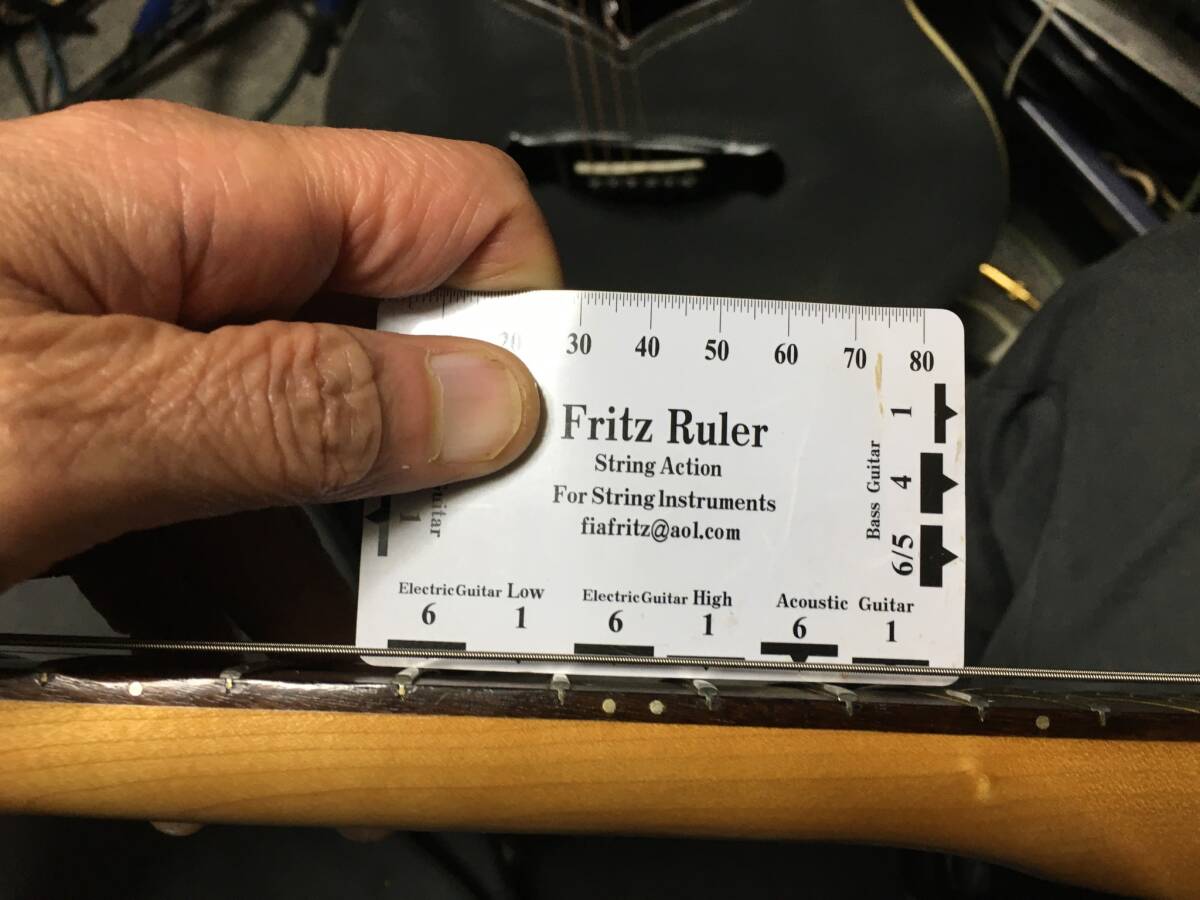 20 30 40 50 60 70 80
Fritz Ruler
String Action
For String Instruments
fiafritz@aol.com
Bass Guitar
1
4
6/5
1
Electric Guitar Low
6 1
Electric Guitar High
6 1
Acoustic Guitar
6 1